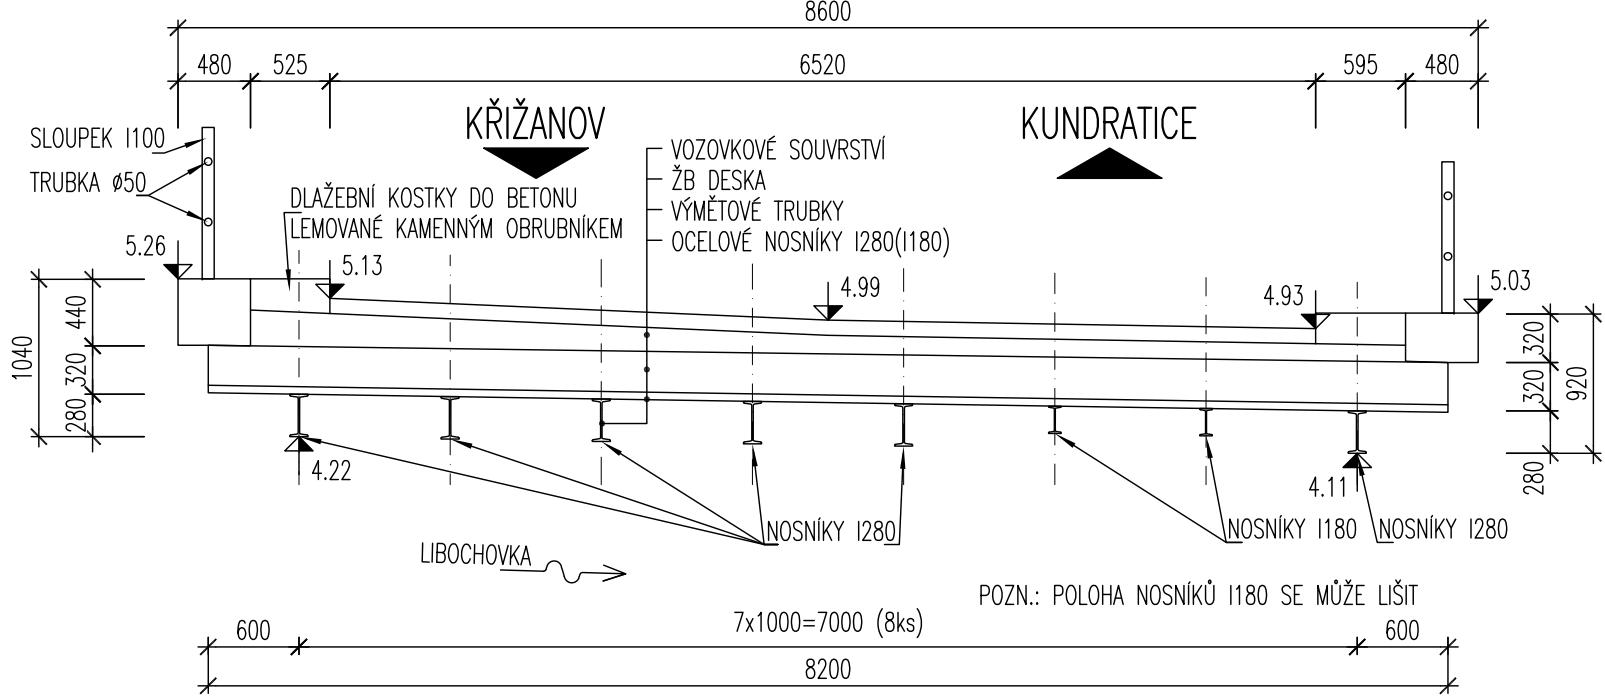 8600
480 525 6520 595 480
KŘIŽANOV KUNDRATICE
SLOUPEK I100
TRUBKA ø50
VOZOVKOVÉ SOUVRSTVÍ
ŽB DESKA
VÝMĚTOVÉ TRUBKY
OCELOVÉ NOSNÍKY I280(I180)
DLAŽEBNÍ KOSTKY DO BETONU
LEMOVANÉ KAMENNÝM OBRUBNÍKEM
5.26 5.13 4.99 4.93 5.03
1040 440 320 280
320 320 280 920
4.22 4.11
NOSNÍKY I280 NOSNÍKY I180 NOSNÍKY I280
LIBOCHOVKA
POZN.: POLOHA NOSNÍKŮ I180 SE MŮŽE LIŠIT
600 7x1000=7000 (8ks) 600
8200